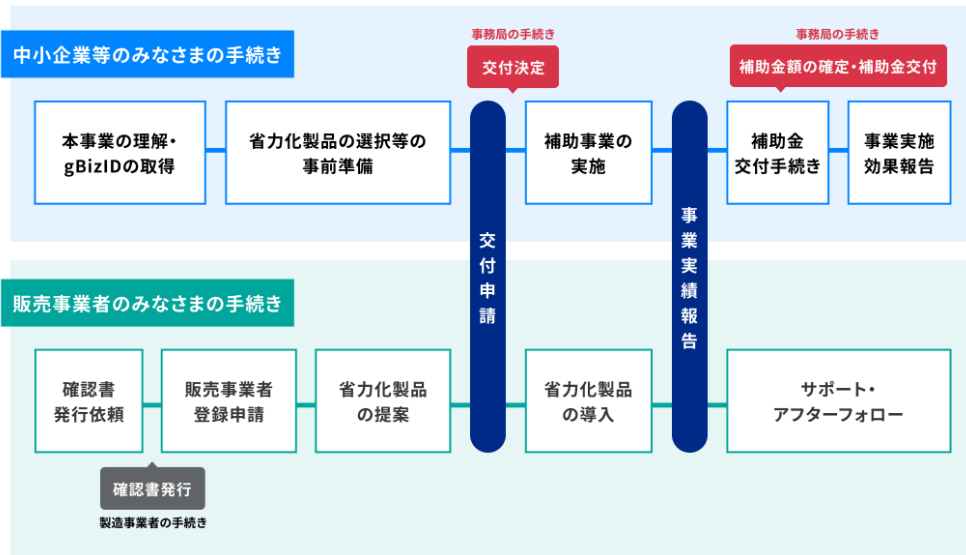 中小企業等のみなさまの手続き
事務局の手続き
交付決定
事務局の手続き
補助金額の確定・補助金交付
本事業の理解・
gBizIDの取得
省力化製品の選択等の
事前準備
交付申請
補助事業の
実施
事業実績報告
補助金
交付手続き
事業実施
効果報告
販売事業者のみなさまの手続き
確認書
発行依頼
販売事業者
登録申請
省力化製品
の提案
省力化製品
の導入
サポート・
アフターフォロー
確認書発行
製造事業者の手続き